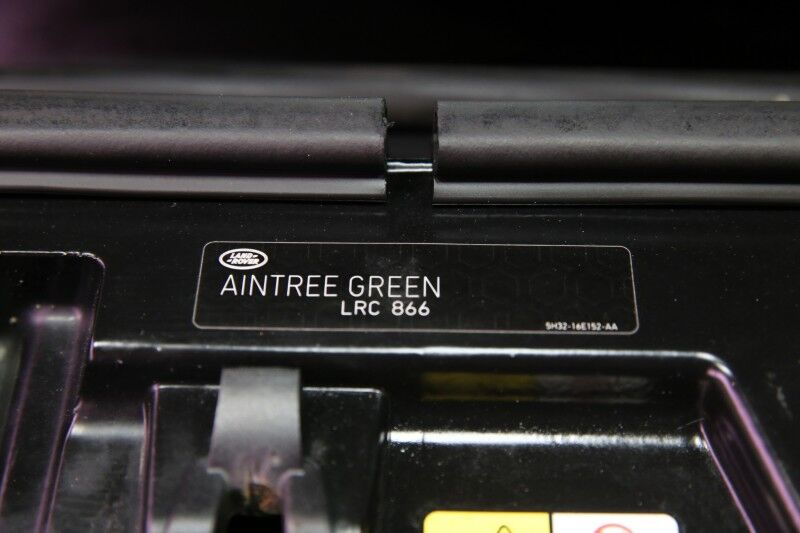 LAND-
-ROVER
AINTREE GREEN
LRC 866
5H32-16E152-AA